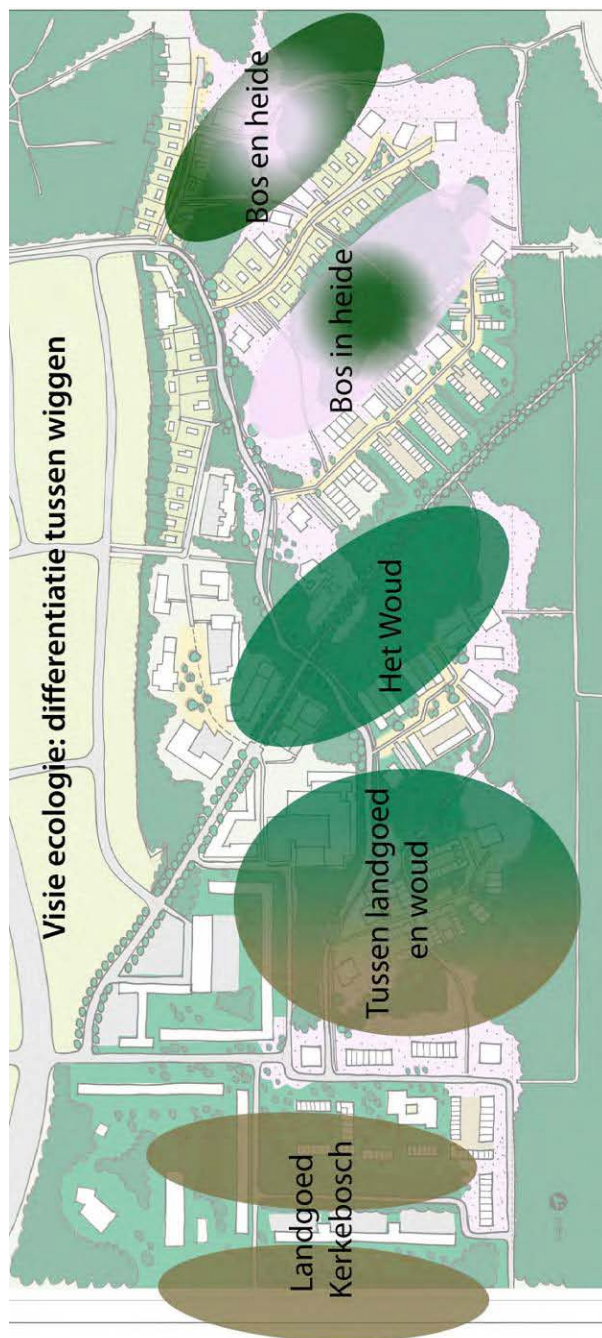 Visie ecologie: differentiatie tussen wiggen
Landgoed
Kerkebosch
Tussen landgoed
en woud
Het Woud
Bos in heide
Bos en heide